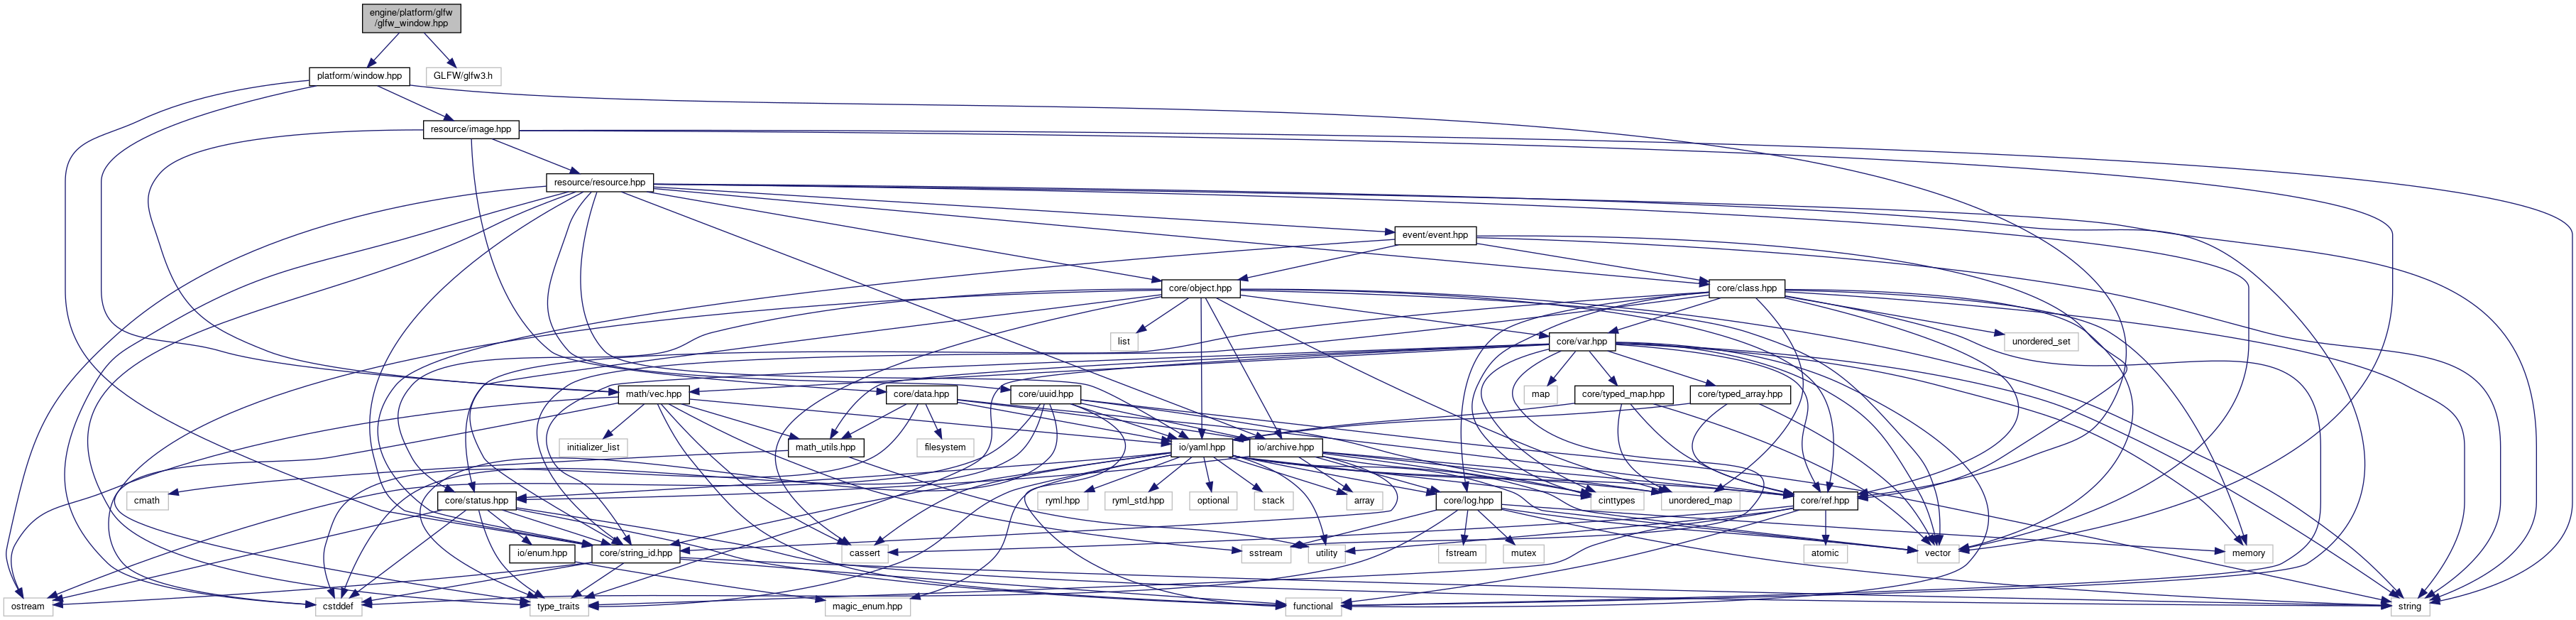 engine/platform/glfw
/glfw_window.hpp
platform/window.hpp
GLFW/glfw3.h
resource/image.hpp
resource/resource.hpp
event/event.hpp
core/object.hpp
core/class.hpp
list
core/var.hpp
unordered_set
math/vec.hpp
core/data.hpp
core/uuid.hpp
map
core/typed_map.hpp
core/typed_array.hpp
initializer_list
math_utils.hpp
filesystem
io/yaml.hpp
io/archive.hpp
cmath
core/status.hpp
ryml.hpp
ryml_std.hpp
optional
stack
array
core/log.hpp
cinttypes
unordered_map
core/ref.hpp
io/enum.hpp
core/string_id.hpp
cassert
sstream
utility
fstream
mutex
atomic
vector
memory
ostream
cstddef
type_traits
magic_enum.hpp
functional
string